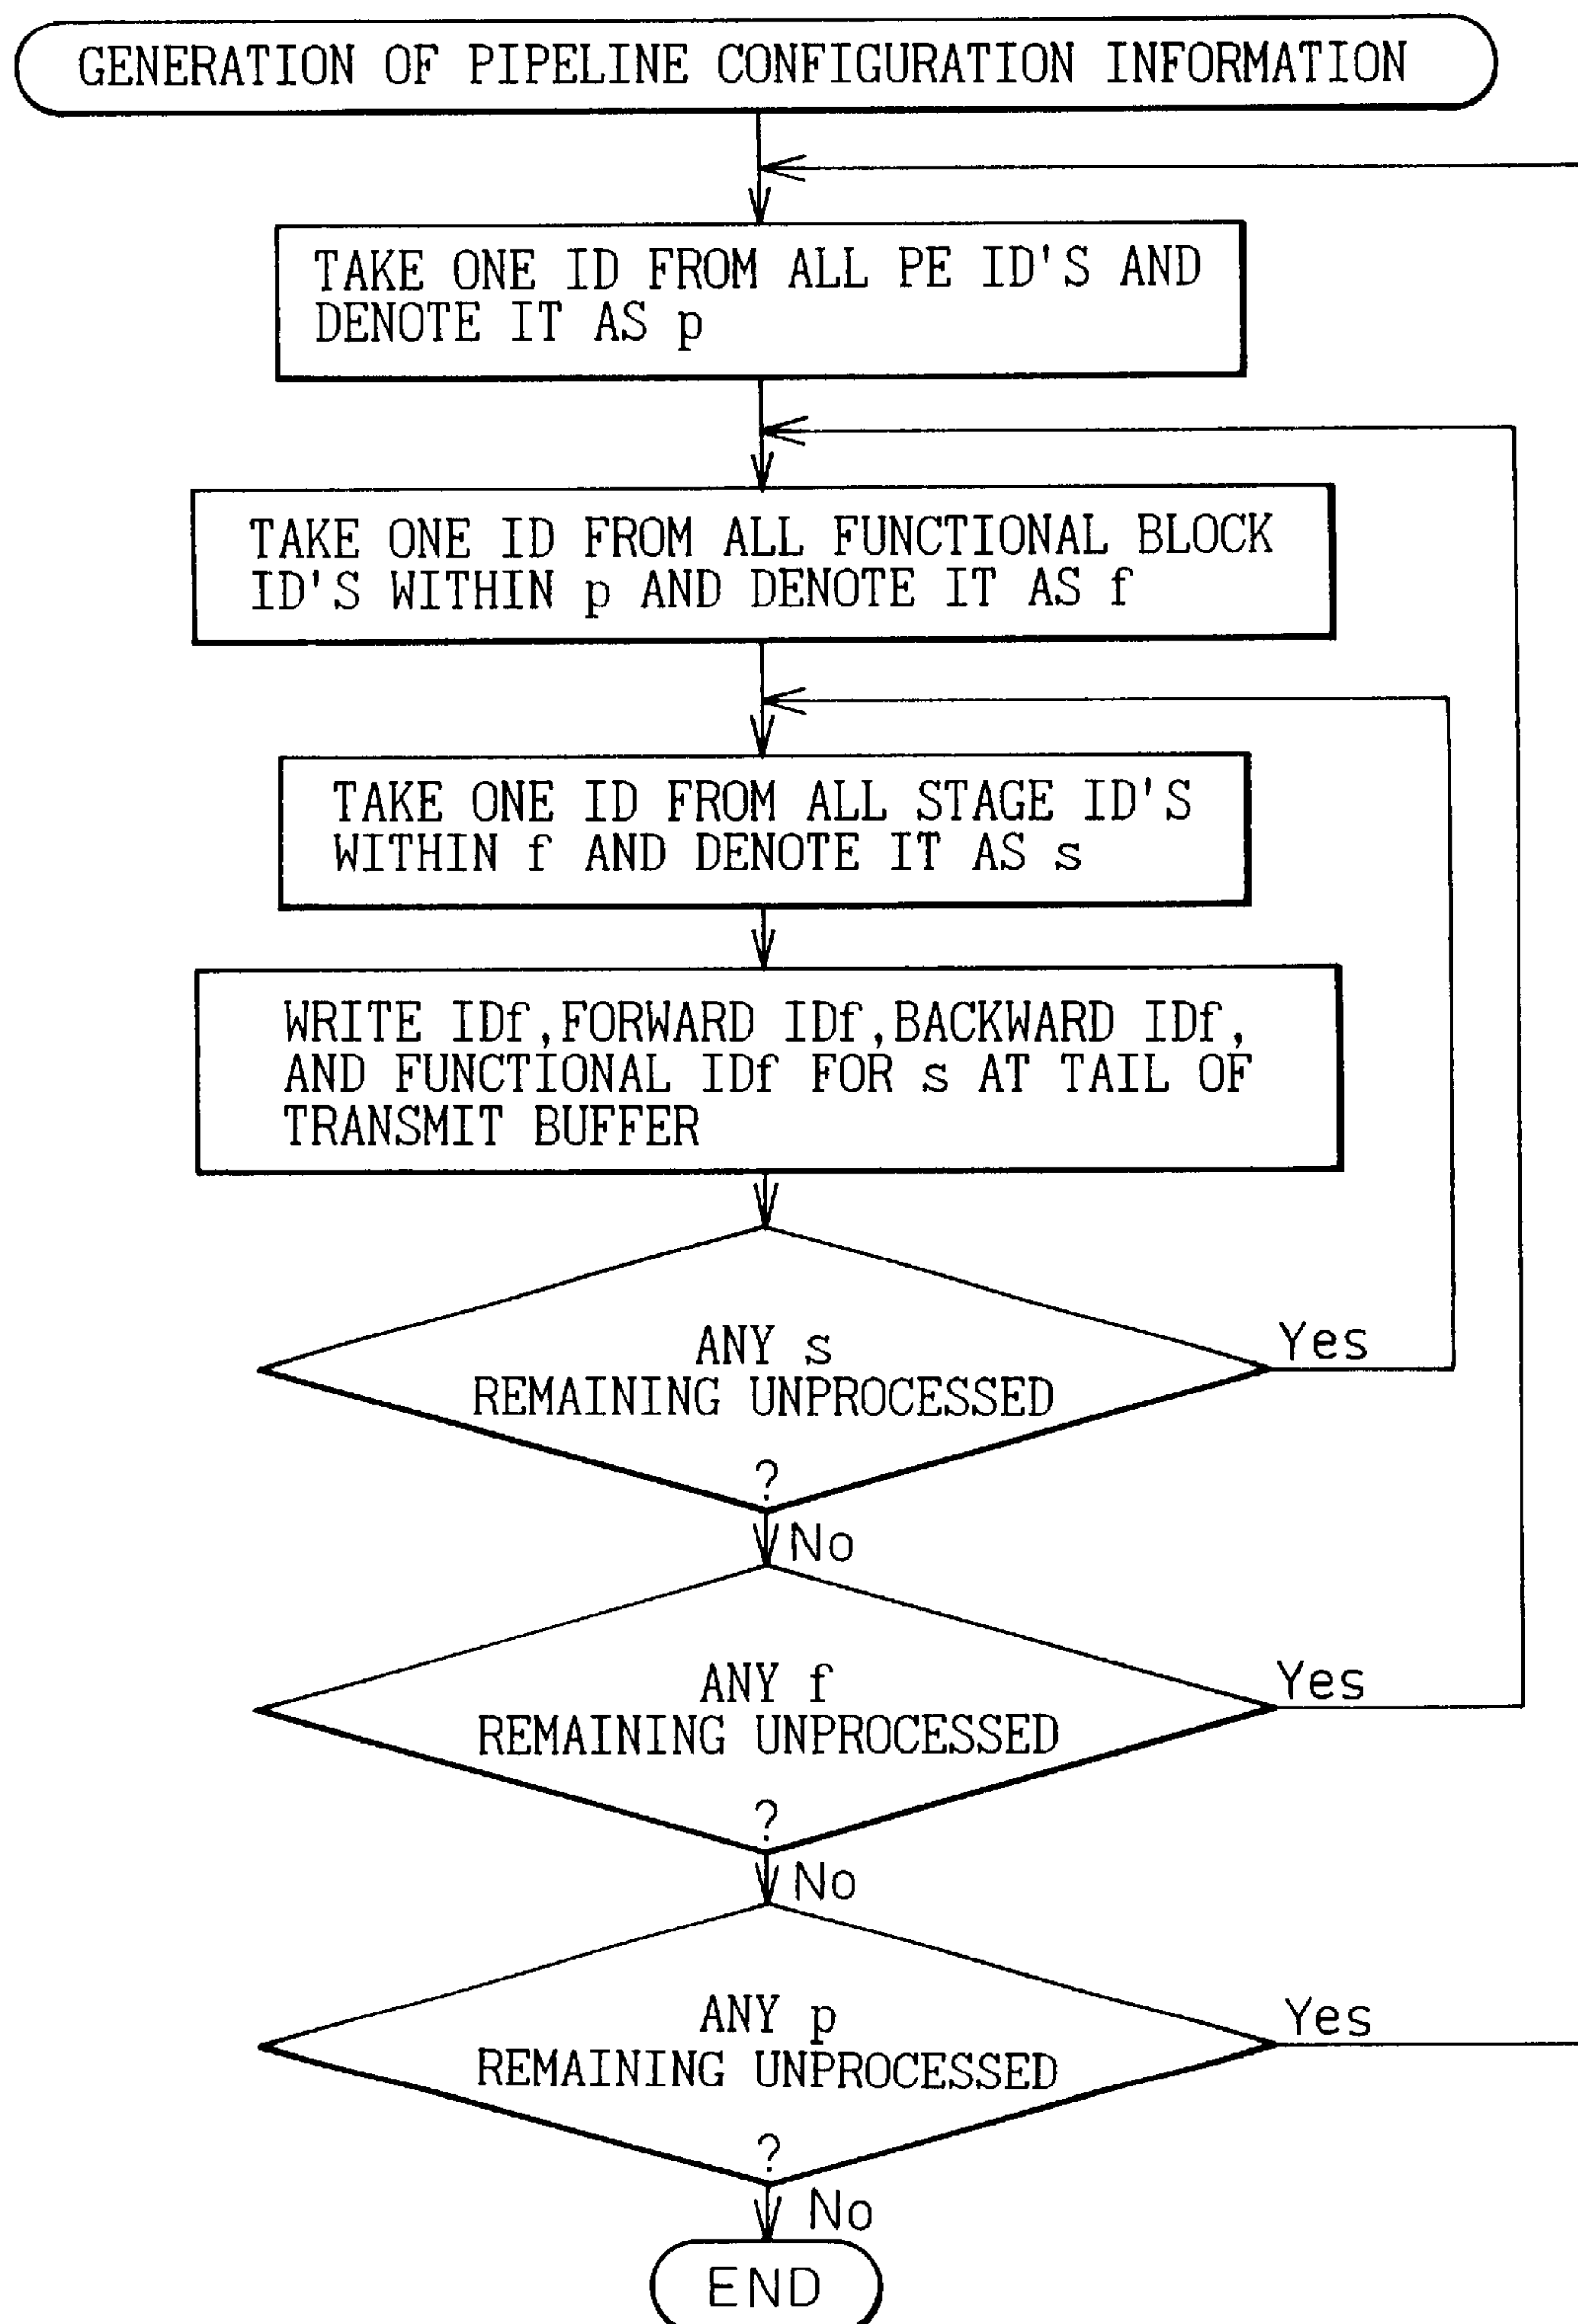 GENERATION OF PIPELINE CONFIGURATION INFORMATION
TAKE ONE ID FROM ALL PE ID'S AND
DENOTE IT AS p
TAKE ONE ID FROM ALL FUNCTIONAL BLOCK
ID'S WITHIN p AND DENOTE IT AS f
TAKE ONE ID FROM ALL STAGE ID'S
WITHIN f AND DENOTE IT AS s
WRITE IDf,FORWARD IDf,BACKWARD IDf,
AND FUNCTIONAL IDf FOR s AT TAIL OF
TRANSMIT BUFFER
ANY s
REMAINING UNPROCESSED
?
Yes
No
ANY f
REMAINING UNPROCESSED
?
Yes
No
ANY p
REMAINING UNPROCESSED
?
Yes
No
END